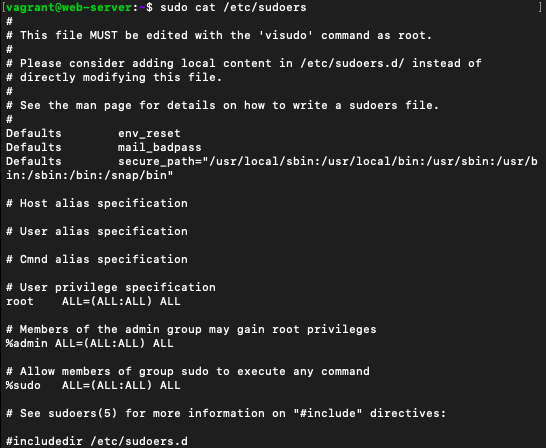 [vagrant@web-server:~$ sudo cat /etc/sudoers ]
#
# This file MUST be edited with the 'visudo' command as root.
#
# Please consider adding local content in /etc/sudoers.d/ instead of
# directly modifying this file.
#
# See the man page for details on how to write a sudoers file.
#
Defaults        env_reset
Defaults        mail_badpass
Defaults        secure_path="/usr/local/sbin:/usr/local/bin:/usr/sbin:/usr/b
in:/sbin:/bin:/snap/bin"
# Host alias specification
# User alias specification
# Cmnd alias specification
# User privilege specification
root    ALL=(ALL:ALL) ALL
# Members of the admin group may gain root privileges
%admin ALL=(ALL:ALL) ALL
# Allow members of group sudo to execute any command
%sudo   ALL=(ALL:ALL) ALL
# See sudoers(5) for more information on "#include" directives:
#includedir /etc/sudoers.d